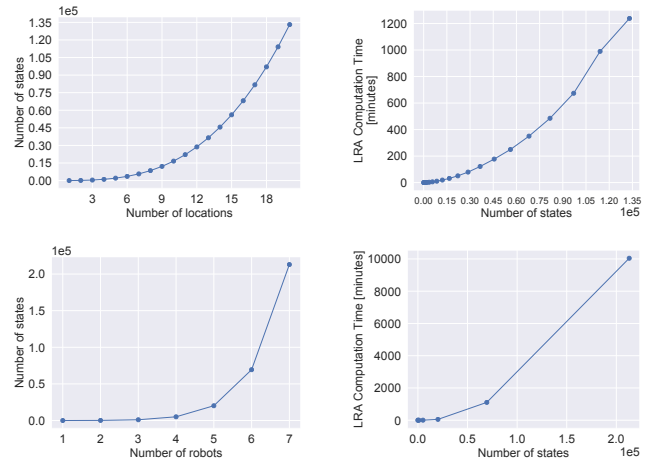 1e5
1.35
1.20
1.05
0.90
0.75
0.60
0.45
0.30
0.15
0.00
Number of states
3 6 9 12 15 18
Number of locations
1200
1000
800
600
400
200
0
LRA Computation Time
[minutes]
0.00 0.15 0.30 0.45 0.60 0.75 0.90 1.05 1.20 1.35
Number of states
1e5
1e5
2.0
1.5
1.0
0.5
0.0
Number of states
1 2 3 4 5 6 7
Number of robots
10000
8000
6000
4000
2000
0
LRA Computation Time [minutes]
0.0 0.5 1.0 1.5 2.0
Number of states
1e5